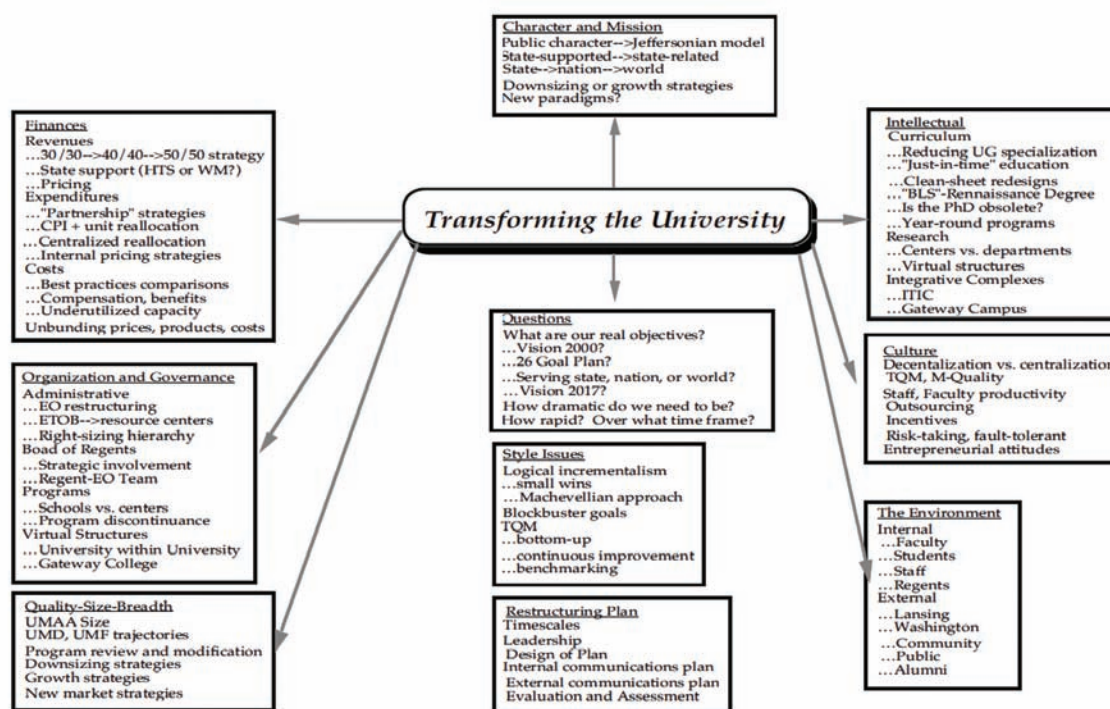 Character and Mission
Public character-->Jeffersonian model
State-supported-->state-related
State-->nation-->world
Downsizing or growth strategies
New paradigms?
Finances
Revenues
...30/30-->40/40-->50/50 strategy
...State support (HTS or WM?)
...Pricing
Expenditures
..."Partnership" strategies
...CPI + unit reallocation
...Centralized reallocation
...Internal pricing strategies
Costs
...Best practices comparisons
...Compensation, benefits
...Underutilized capacity
Unbunding prices, products, costs
Transforming the University
Intellectual
Curriculum
...Reducing UG specialization
..."Just-in-time" education
...Clean-sheet redesigns
..."BLS"-Rennaissance Degree
...Is the PhD obsolete?
...Year-round programs
Research
...Centers vs. departments
...Virtual structures
Integrative Complexes
...ITIC
...Gateway Campus
Questions
What are our real objectives?
...Vision 2000?
...26 Goal Plan?
...Serving state, nation, or world?
...Vision 2017?
How dramatic do we need to be?
How rapid? Over what time frame?
Organization and Governance
Administrative
...EO restructuring
...ETOB-->resource centers
...Right-sizing hierarchy
Boad of Regents
...Strategic involvement
...Regent-EO Team
Programs
...Schools vs. centers
...Program discontinuance
Virtual Structures
...University within University
...Gateway College
Culture
Decentalization vs. centralization
TQM, M-Quality
Staff, Faculty productivity
Outsourcing
Incentives
Risk-taking, fault-tolerant
Entrepreneurial attitudes
Style Issues
Logical incrementalism
...small wins
...Machevellian approach
Blockbuster goals
TQM
...bottom-up
...continuous improvement
...benchmarking
The Environment
Internal
...Faculty
...Students
...Staff
...Regents
External
...Lansing
...Washington
...Community
...Public
...Alumni
Quality-Size-Breadth
UMAA Size
UMD, UMF trajectories
Program review and modification
Downsizing strategies
Growth strategies
New market strategies
Restructuring Plan
Timescales
Leadership
Design of Plan
Internal communications plan
External communications plan
Evaluation and Assessment